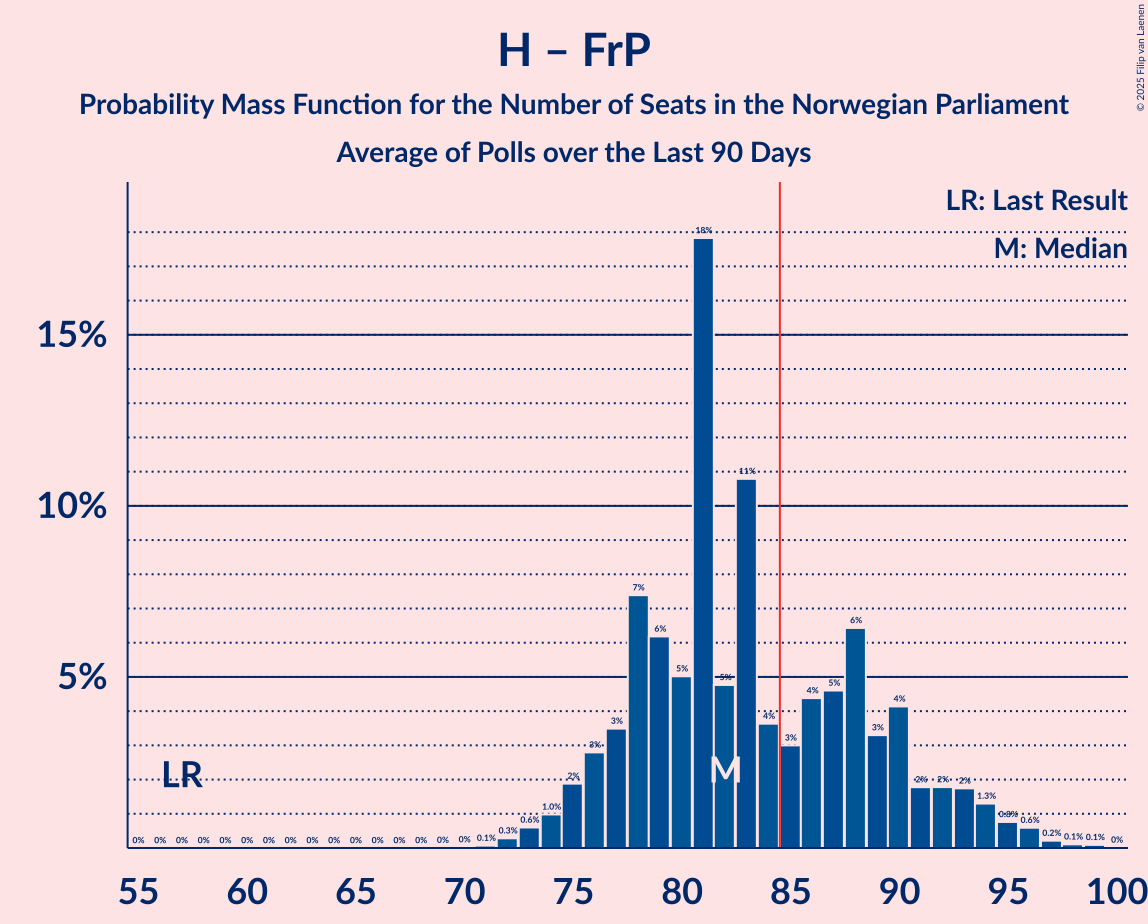 H – FrP
Probability Mass Function for the Number of Seats in the Norwegian Parliament
Average of Polls over the Last 90 Days
© 2025 Filip van Laenen
LR: Last Result
M: Median
15%
10%
5%
LR
M
0% 0% 0% 0% 0% 0% 0% 0% 0% 0% 0% 0% 0% 0% 0% 0% 0.1% 0.3% 0.6% 1.0% 2% 3% 3% 7% 6% 5% 18% 5% 11% 4% 3% 4% 5% 6% 3% 4% 2% 2% 2% 1.3% 0.8% 0.6% 0.2% 0.1% 0.1% 0%
55 60 65 70 75 80 85 90 95 100